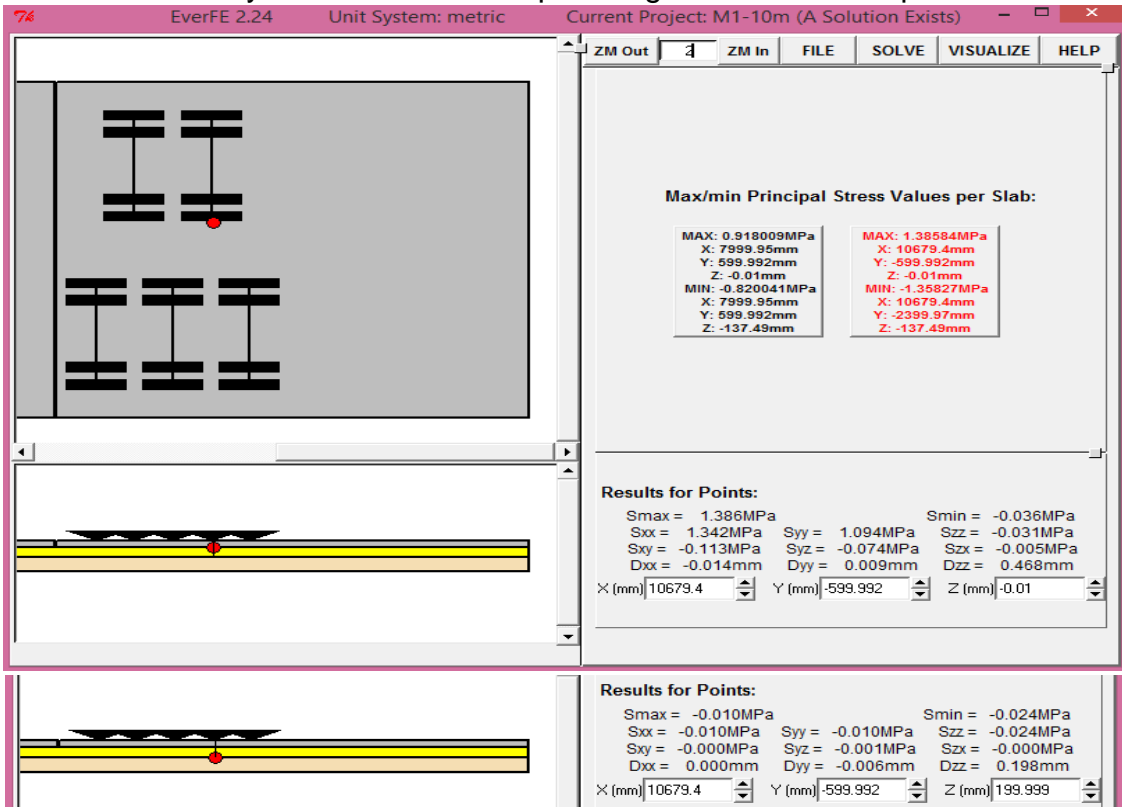 EverFE 2.24 Unit System: metric Current Project: M1-10m (A Solution Exists)
ZM Out 2 ZM In FILE SOLVE VISUALIZE HELP
Max/min Principal Stress Values per Slab:
MAX: 0.918009MPa
X: 7999.95mm
Y: 599.992mm
Z: -0.01mm
MIN: -0.820041MPa
X: 7999.95mm
Y: 599.992mm
Z: -137.49mm
MAX: 1.38584MPa
X: 10679.4mm
Y: -599.992mm
Z: -0.01mm
MIN: -1.35827MPa
X: 10679.4mm
Y: -2399.97mm
Z: -137.49mm
Results for Points:
Smax = 1.386MPa Smin = -0.036MPa
Sxx = 1.342MPa Syy = 1.094MPa Szz = -0.031MPa
Sxy = -0.113MPa Syz = -0.074MPa Szx = -0.005MPa
Dxx = -0.014mm Dyy = 0.009mm Dzz = 0.468mm
X (mm) 10679.4 Y (mm) -599.992 Z (mm) -0.01
Results for Points:
Smax = -0.010MPa Smin = -0.024MPa
Sxx = -0.010MPa Syy = -0.010MPa Szz = -0.024MPa
Sxy = -0.000MPa Syz = -0.001MPa Szx = -0.000MPa
Dxx = 0.000mm Dyy = -0.006mm Dzz = 0.198mm
X (mm) 10679.4 Y (mm) -599.992 Z (mm) 199.999